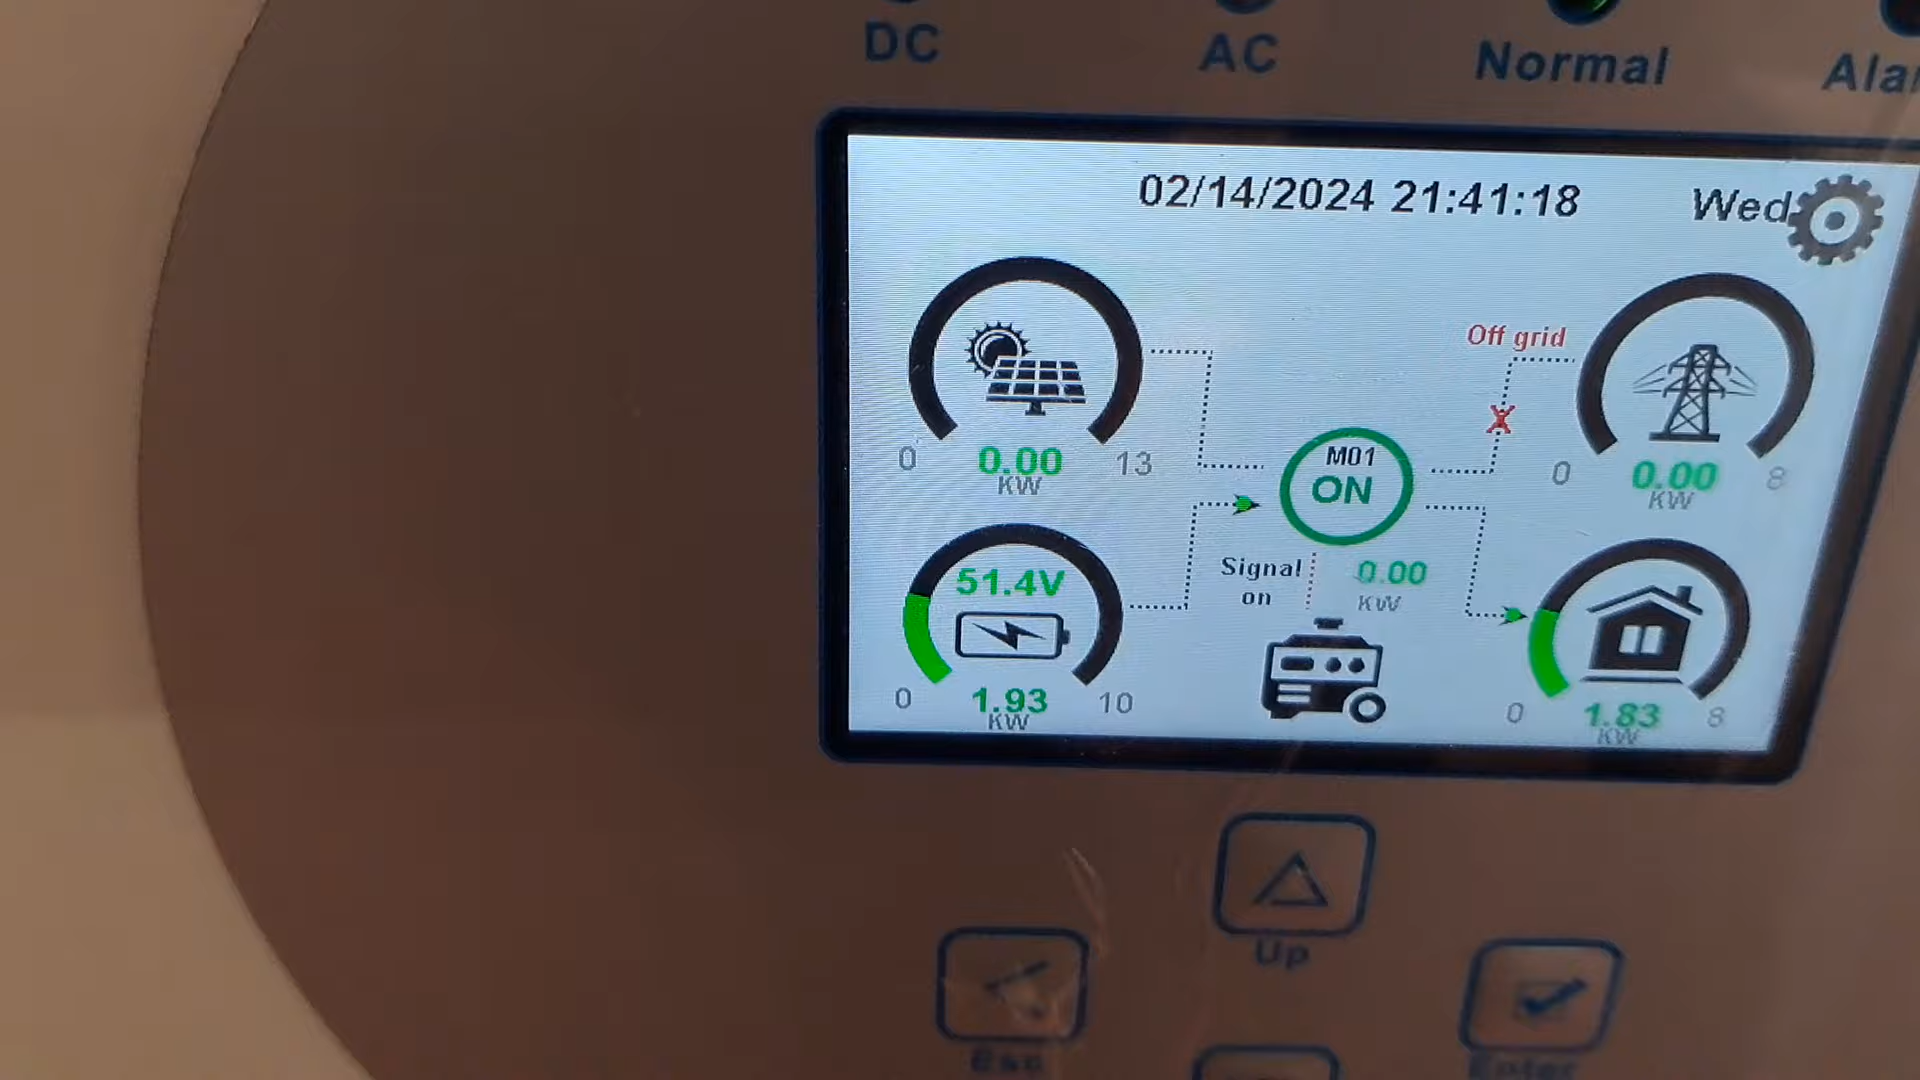 DC
AC
Normal
02/14/2024 21:41:18
Wed
Off grid
0
0.00
KW
13
M01
ON
0
0.00
KW
8
51.4V
Signal
on
0.00
KW
0
1.93
KW
10
0
1.83
KW
8
Up
Esc
Enter